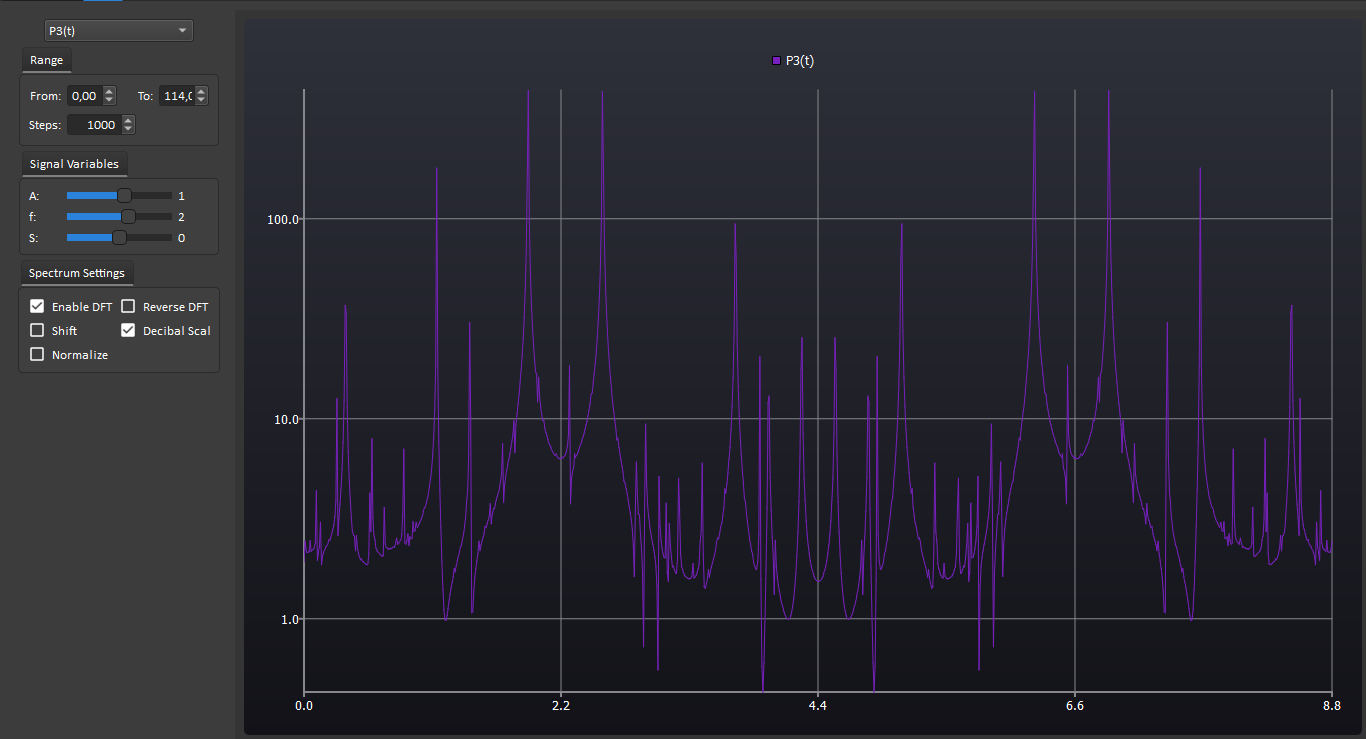 P3(t)
Range
From: 0,00 To: 114,0
Steps: 1000
Signal Variables
A: 1
f: 2
S: 0
Spectrum Settings
Enable DFT Reverse DFT
Shift Decibal Scal
Normalize
P3(t)
100.0
10.0
1.0
0.0 2.2 4.4 6.6 8.8